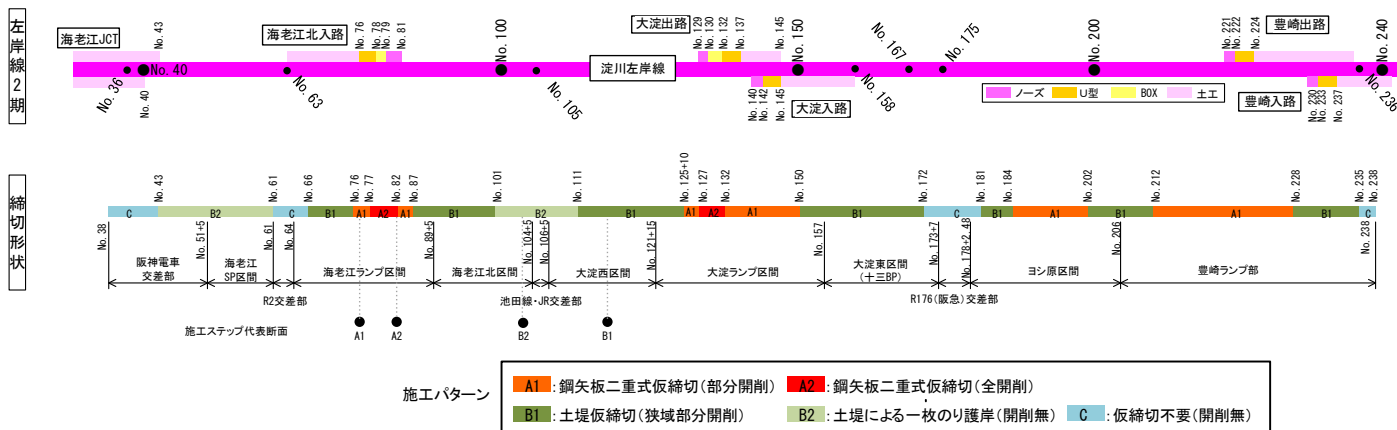 左岸線2期
海老江JCT
No. 43
海老江北入路
No. 76
No. 78
No. 79
No. 81
No. 100
大淀出路
No. 129
No. 130
No. 132
No. 137
No. 145
No. 150
No. 167
No. 175
No. 200
No. 221
No. 222
No. 224
豊崎出路
No. 240
No. 36
No. 40
No. 40
No. 63
No. 105
淀川左岸線
No. 140
No. 142
No. 145
大淀入路
No. 158
ノーズ U型 BOX 土工
豊崎入路
No. 230
No. 233
No. 237
No. 236
締切形状
No. 43
No. 61
No. 66
No. 76
No. 77
No. 82
No. 87
No. 101
No. 111
No. 125+10
No. 127
No. 132
No. 150
No. 172
No. 181
No. 184
No. 202
No. 212
No. 228
No. 235
No. 238
C B2 C B1 A1 A2 A1 B1 B2 B1 A1 A2 A1 B1 C B1 A1 B1 A1 B1 C
No. 38
No. 51+5
No. 61
No. 64
No. 89+5
No. 104+5
No. 106+5
No. 121+15
No. 157
No. 173+7
No. 178+2.48
No. 206
No. 238
阪神電車
交差部
海老江
SP区間
R2交差部
海老江ランプ区間
海老江北区間
池田線・JR交差部
大淀西区間
大淀ランプ区間
大淀東区間
(十三BP)
R176(阪急)交差部
ヨシ原区間
豊崎ランプ部
施工ステップ代表断面
A1 A2 B2 B1
施工パターン
A1 :鋼矢板二重式仮締切(部分開削) A2 :鋼矢板二重式仮締切(全開削)
B1 :土堤仮締切(狭域部分開削) B2 :土堤による一枚のり護岸(開削無) C :仮締切不要(開削無)